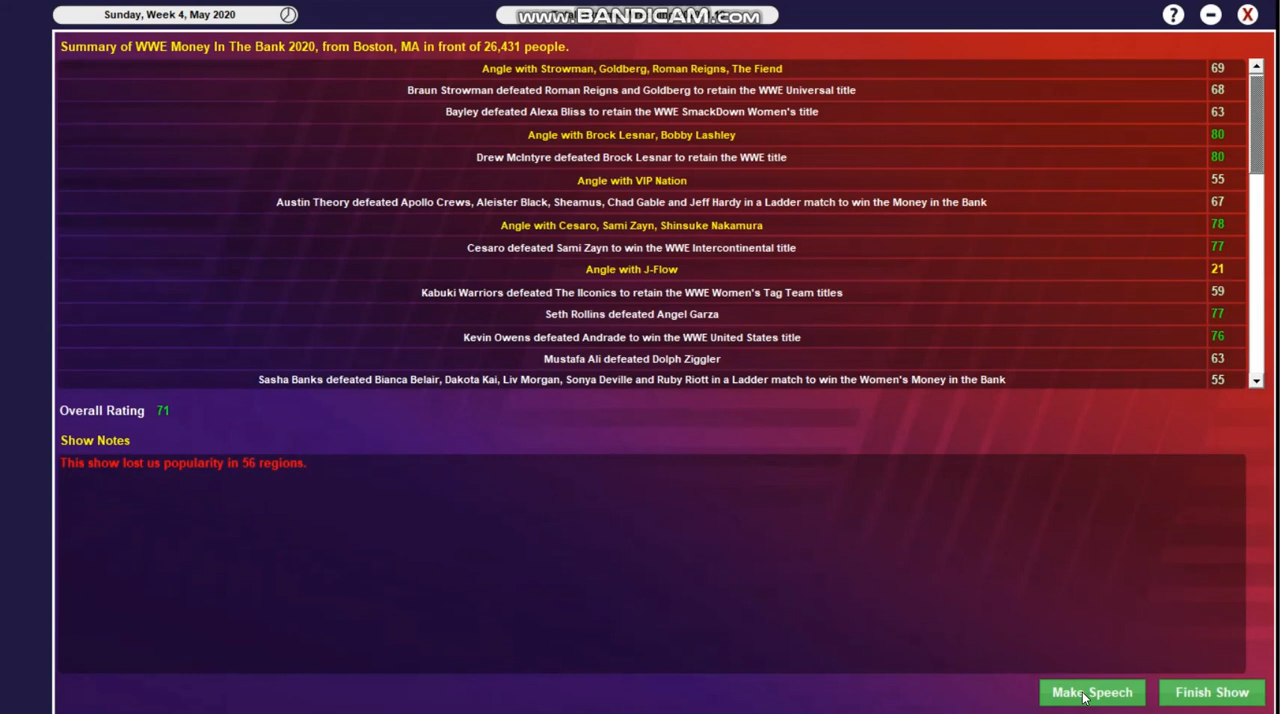 Sunday, Week 4, May 2020
www.BANDICAM.com
?
X
Summary of WWE Money In The Bank 2020, from Boston, MA in front of 26,431 people.
Angle with Strowman, Goldberg, Roman Reigns, The Fiend 69
Braun Strowman defeated Roman Reigns and Goldberg to retain the WWE Universal title 68
Bayley defeated Alexa Bliss to retain the WWE SmackDown Women's title 63
Angle with Brock Lesnar, Bobby Lashley 80
Drew McIntyre defeated Brock Lesnar to retain the WWE title 80
Angle with VIP Nation 55
Austin Theory defeated Apollo Crews, Aleister Black, Sheamus, Chad Gable and Jeff Hardy in a Ladder match to win the Money in the Bank 67
Angle with Cesaro, Sami Zayn, Shinsuke Nakamura 78
Cesaro defeated Sami Zayn to win the WWE Intercontinental title 77
Angle with J-Flow 21
Kabuki Warriors defeated The IIconics to retain the WWE Women's Tag Team titles 59
Seth Rollins defeated Angel Garza 77
Kevin Owens defeated Andrade to win the WWE United States title 76
Mustafa Ali defeated Dolph Ziggler 63
Sasha Banks defeated Bianca Belair, Dakota Kai, Liv Morgan, Sonya Deville and Ruby Riott in a Ladder match to win the Women's Money in the Bank 55
Overall Rating 71
Show Notes
This show lost us popularity in 56 regions.
Make Speech
Finish Show